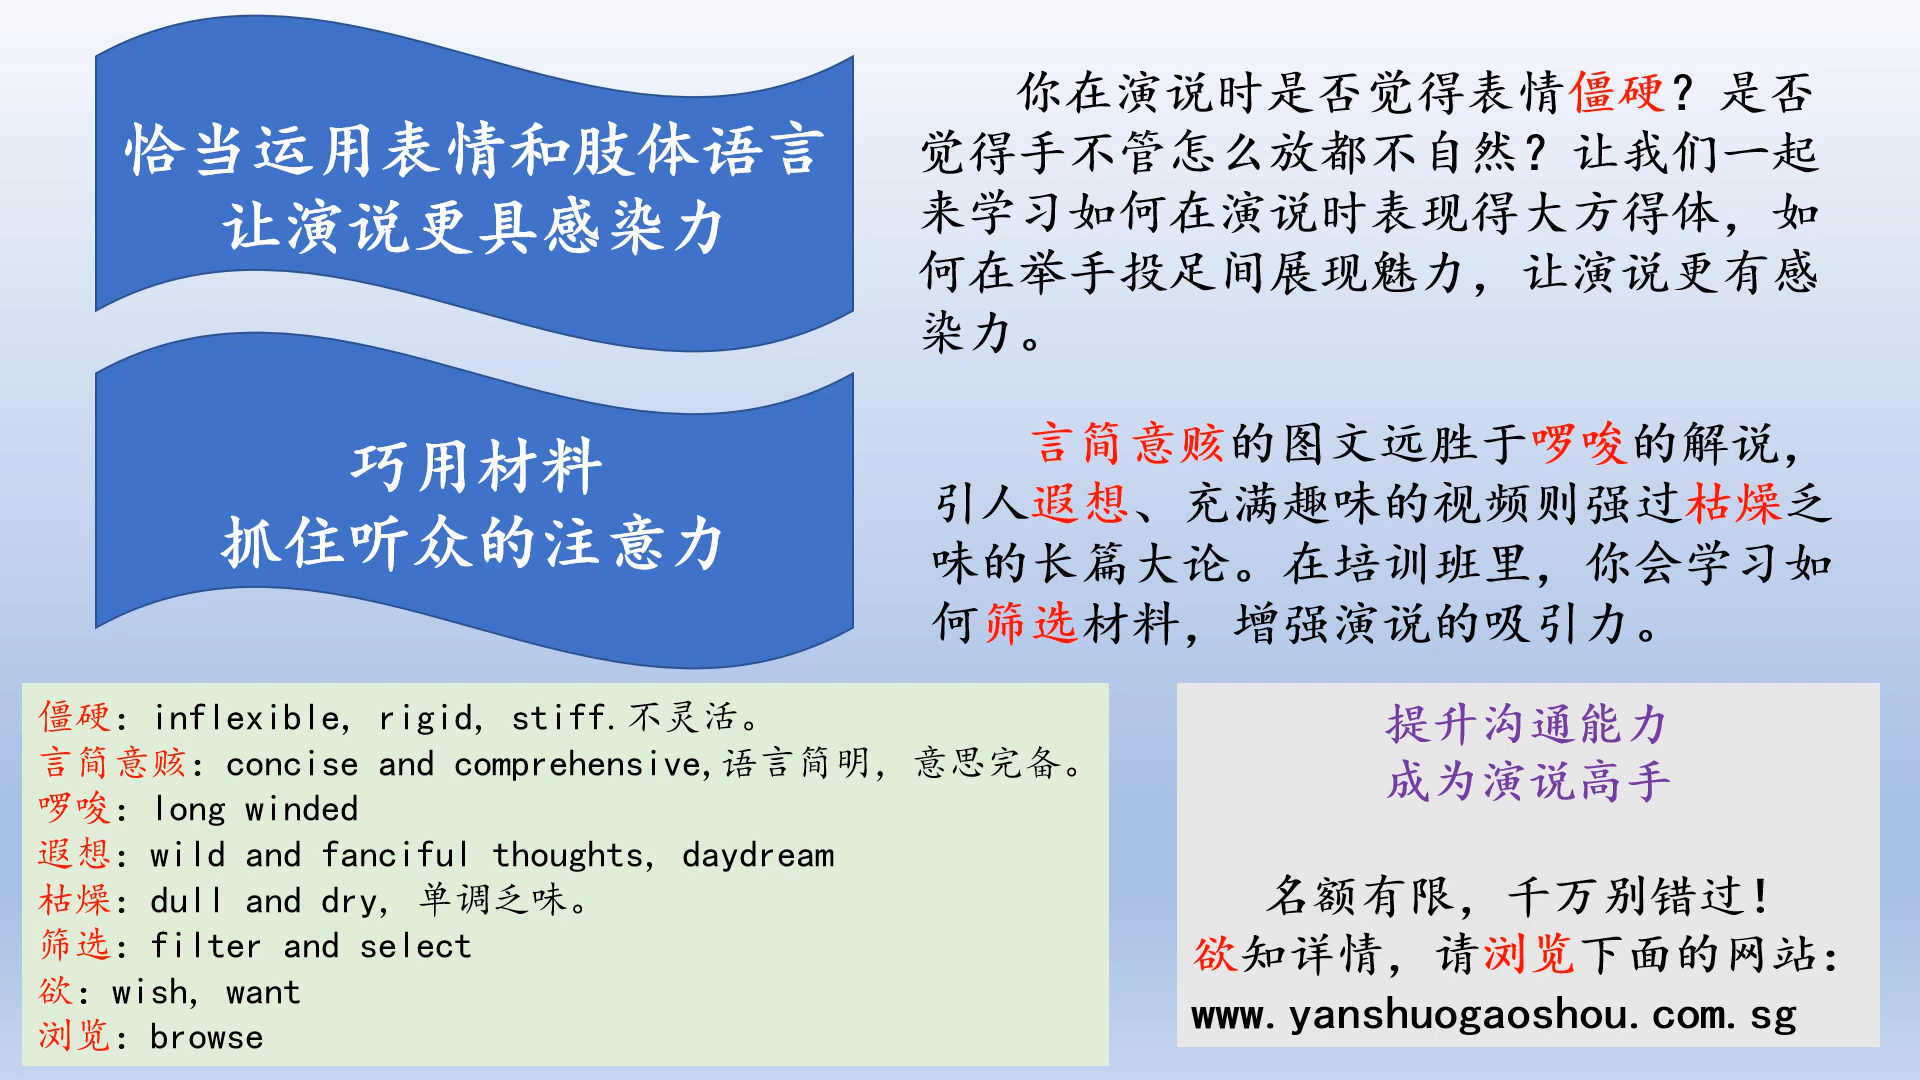 恰当运用表情和肢体语言
让演说更具感染力
你在演说时是否觉得表情僵硬？是否
觉得手不管怎么放都不自然？让我们一起
来学习如何在演说时表现得大方得体，如
何在举手投足间展现魅力，让演说更有感
染力。
巧用材料
抓住听众的注意力
言简意赅的图文远胜于啰唆的解说，
引人遐想、充满趣味的视频则强过枯燥乏
味的长篇大论。在培训班里，你会学习如
何筛选材料，增强演说的吸引力。
僵硬：inflexible, rigid, stiff.不灵活。
言简意赅：concise and comprehensive,语言简明，意思完备。
啰唆：long winded
遐想：wild and fanciful thoughts, daydream
枯燥：dull and dry, 单调乏味。
筛选：filter and select
欲：wish, want
浏览：browse
提升沟通能力
成为演说高手
名额有限，千万别错过！
欲知详情，请浏览下面的网站：
www.yanshuogaoshou.com.sg